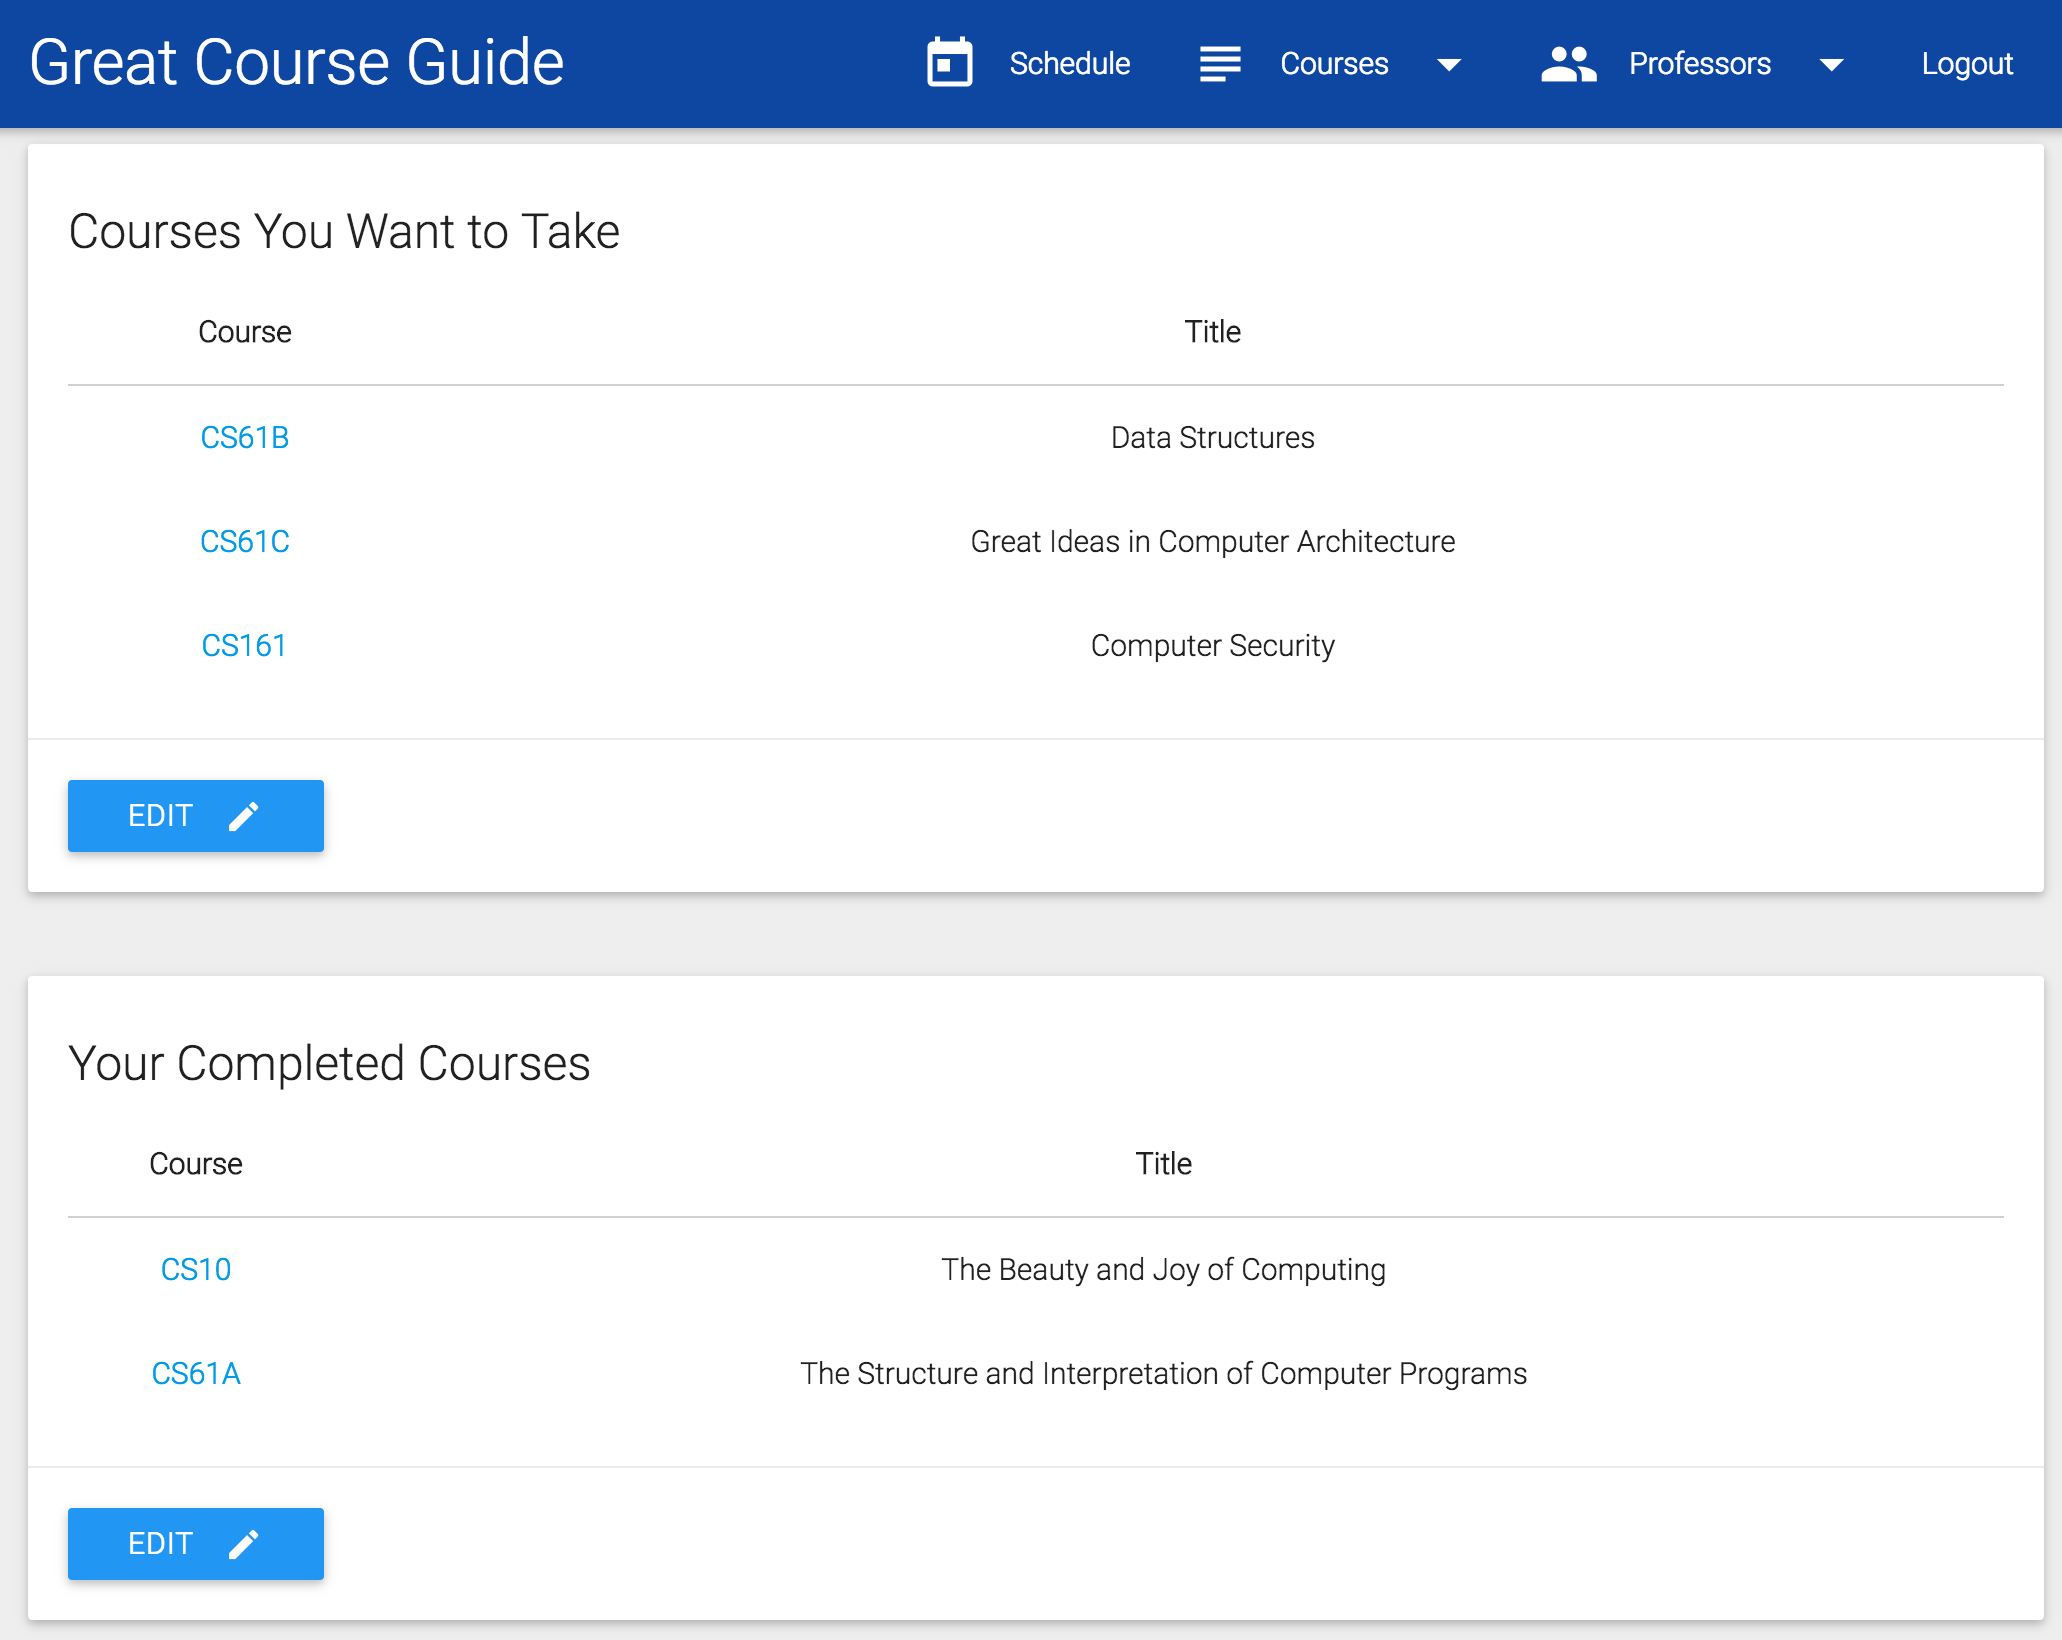 Great Course Guide Schedule Courses Professors Logout
Courses You Want to Take
Course Title
CS61B Data Structures
CS61C Great Ideas in Computer Architecture
CS161 Computer Security
EDIT
Your Completed Courses
Course Title
CS10 The Beauty and Joy of Computing
CS61A The Structure and Interpretation of Computer Programs
EDIT